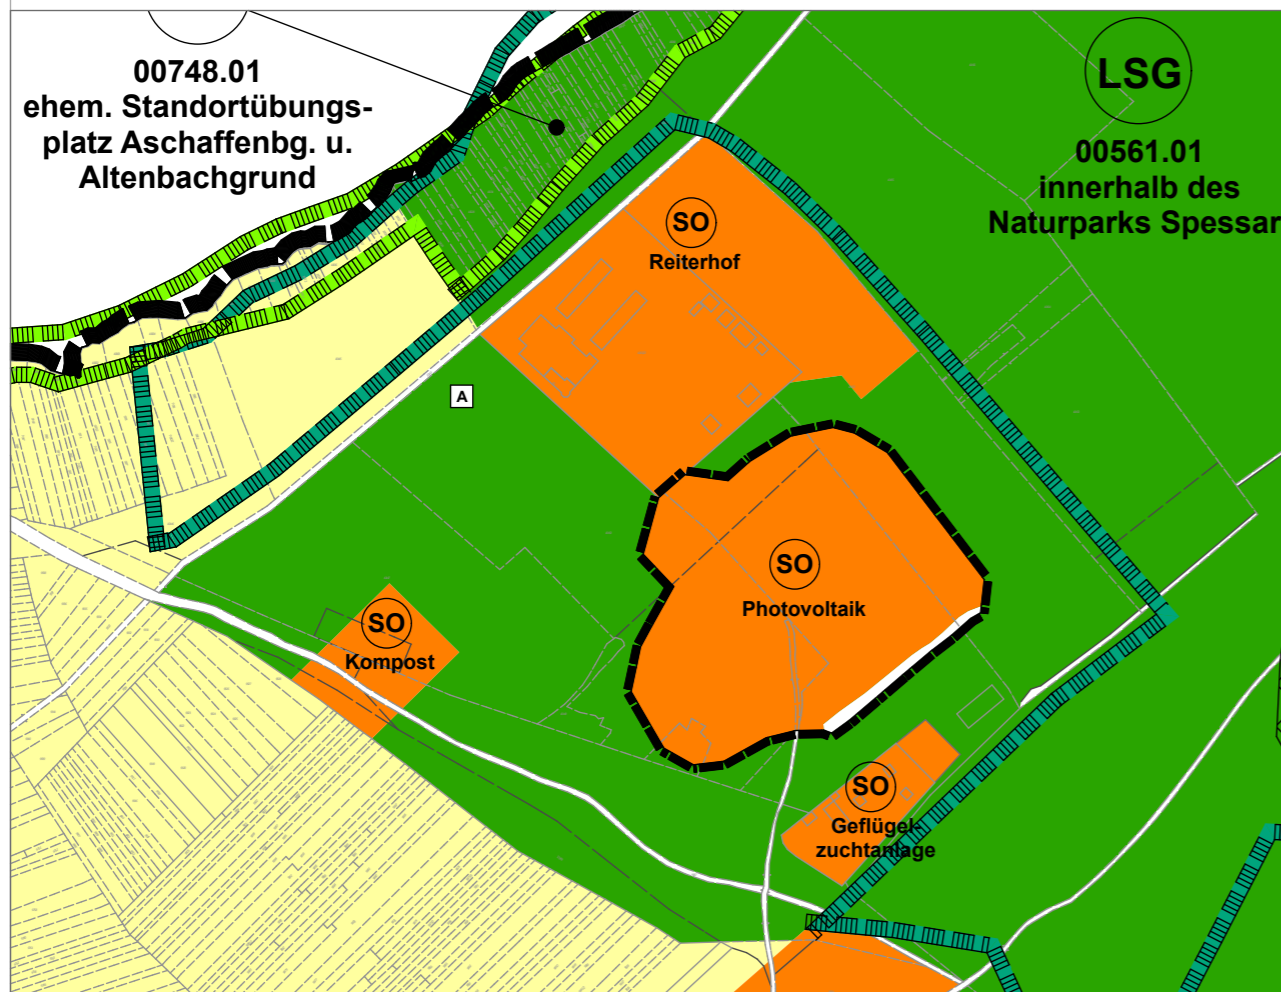 00748.01
ehem. Standortübungs-
platz Aschaffenbg. u.
Altenbachgrund
LSG
00561.01
innerhalb des
Naturparks Spessar
SO
Reiterhof
A
SO
Photovoltaik
SO
Kompost
SO
Geflügel-
zuchtanlage